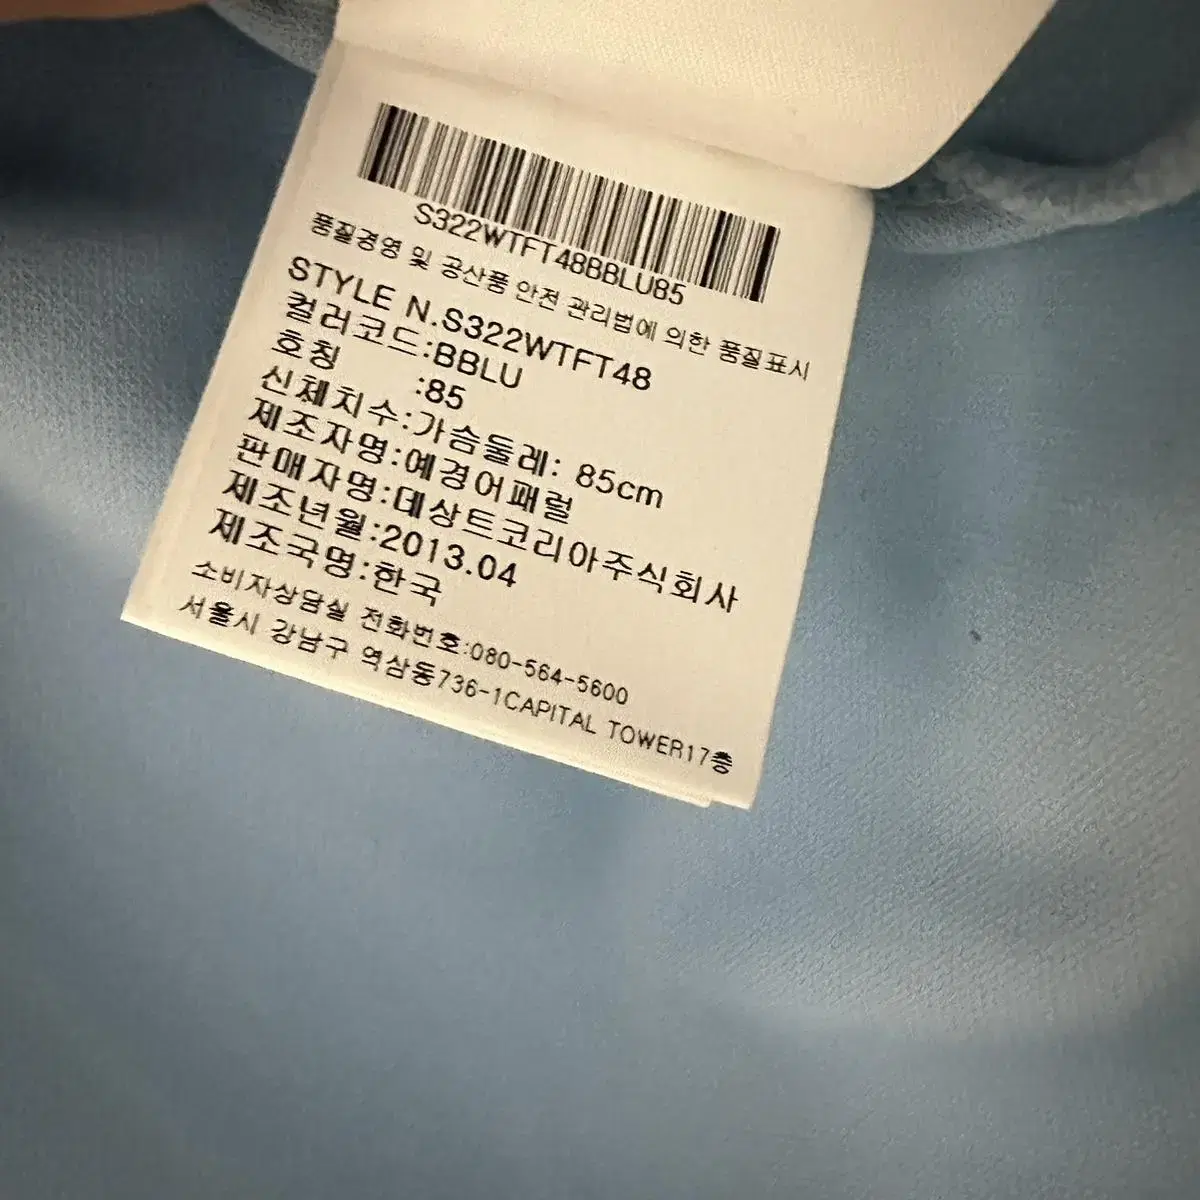 S322WTFT48BBLU85
품질경영 및 공산품 안전 관리법에 의한 품질표시
STYLE N.S322WTFT48
컬러코드:BBLU
호칭 :85
신체치수:가슴둘레: 85cm
제조자명:예경어패럴
판매자명:데상트코리아주식회사
제조년월:2013.04
제조국명:한국
소비자상담실 전화번호:080-564-5600
서울시 강남구 역삼동736-1CAPITAL TOWER17층